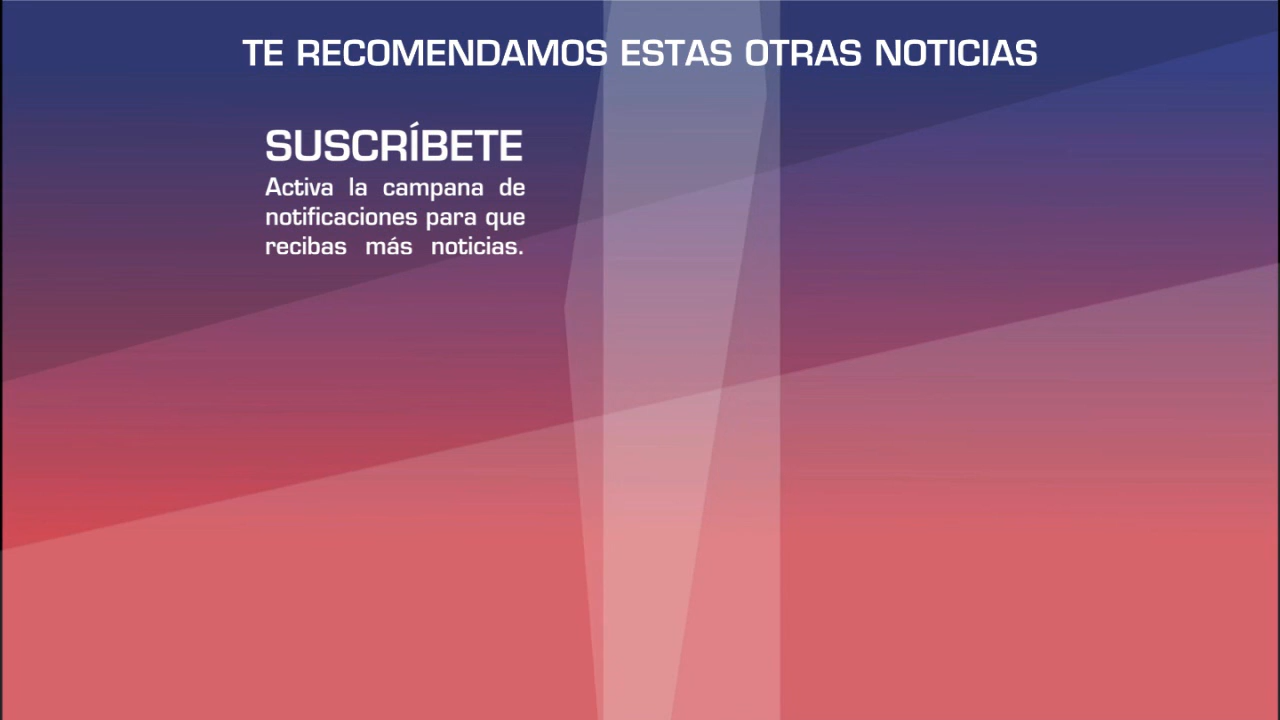 TE RECOMENDAMOS ESTAS OTRAS NOTICIAS
SUSCRÍBETE
Activa la campana de
notificaciones para que
recibas más noticias.